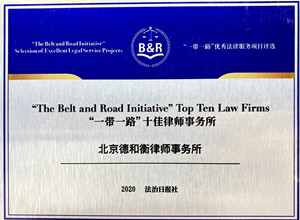 B&R
"The Belt and Road Initiative"
Selection of Excellent Legal Service Projects
"一带一路"优秀法律服务项目评选
"The Belt and Road Initiative" Top Ten Law Firms
"一带一路"十佳律师事务所
北京德和衡律师事务所
2020 法治日报社